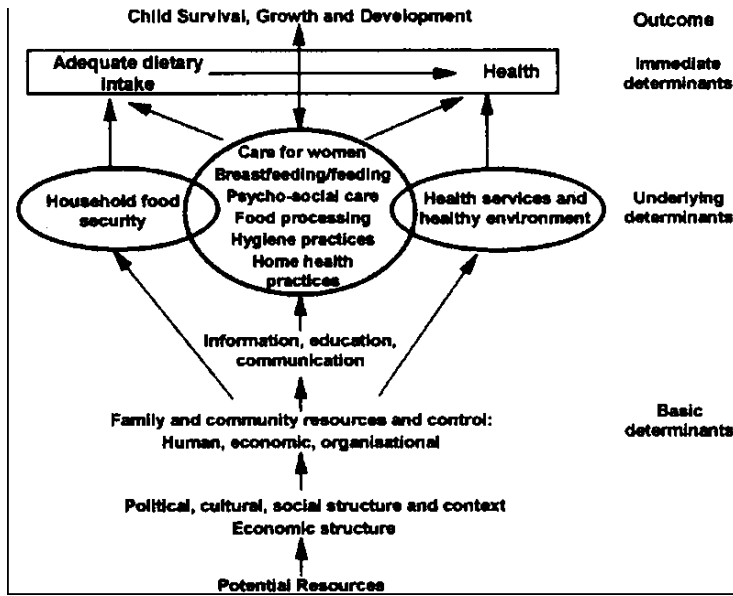 Child Survival, Growth and Development
Outcome
Adequate dietary
intake
Health
Immediate
determinants
Care for women
Breastfeeding/feeding
Psycho-social care
Food processing
Hygiene practices
Home health
practices
Household food
security
Health services and
healthy environment
Underlying
determinants
Information, education,
communication
Family and community resources and control:
Human, economic, organisational
Basic
determinants
Political, cultural, social structure and context
Economic structure
Potential Resources